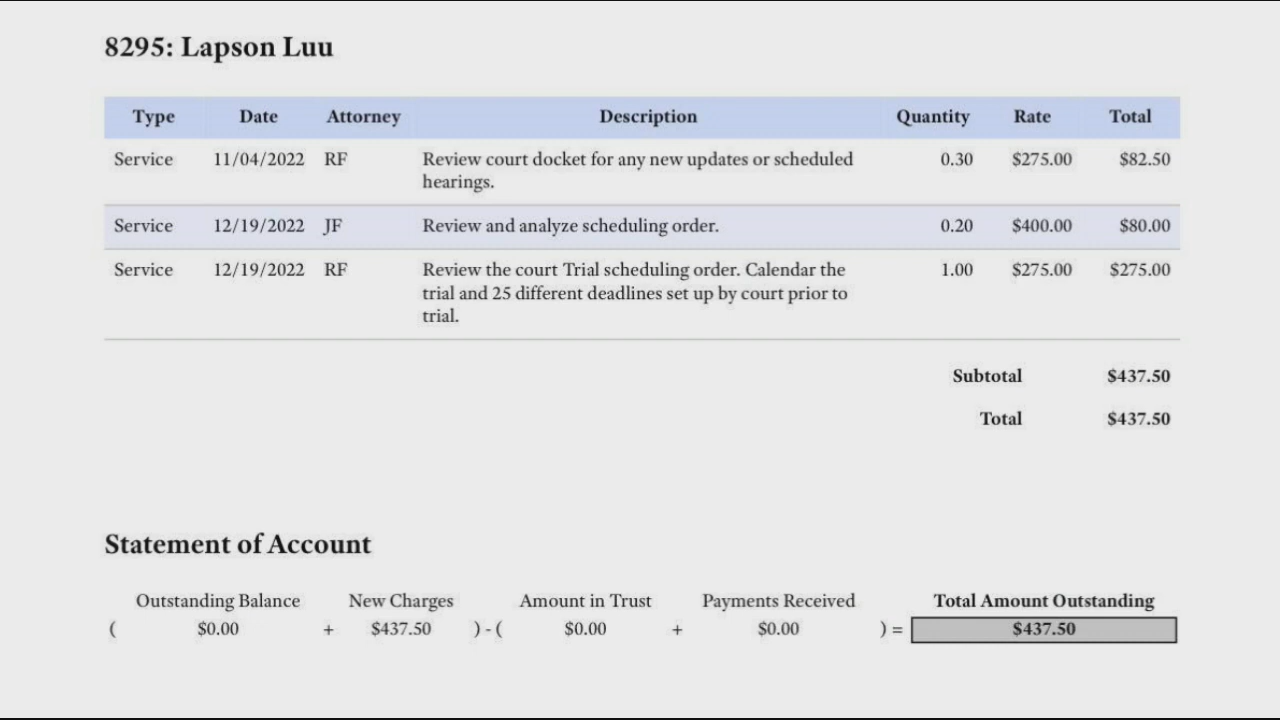 8295: Lapson Luu
Type Date Attorney Description Quantity Rate Total
Service 11/04/2022 RF Review court docket for any new updates or scheduled 0.30 $275.00 $82.50
hearings.
Service 12/19/2022 JF Review and analyze scheduling order. 0.20 $400.00 $80.00
Service 12/19/2022 RF Review the court Trial scheduling order. Calendar the 1.00 $275.00 $275.00
trial and 25 different deadlines set up by court prior to
trial.
Subtotal $437.50
Total $437.50
Statement of Account
Outstanding Balance New Charges Amount in Trust Payments Received Total Amount Outstanding
( $0.00 + $437.50 ) - ( $0.00 + $0.00 ) = $437.50